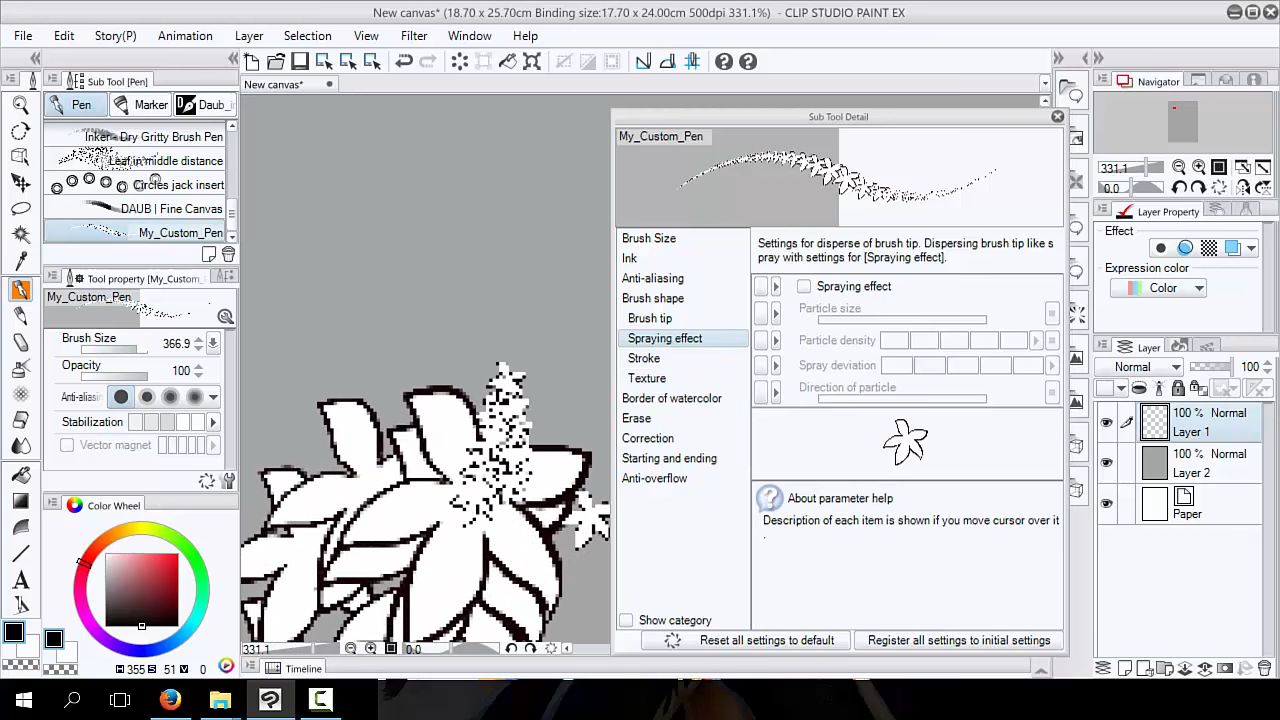 New canvas* (18.70 x 25.70cm Binding size:17.70 x 24.00cm 500dpi 331.1%) - CLIP STUDIO PAINT EX
File Edit Story(P) Animation Layer Selection View Filter Window Help
Sub Tool [Pen]
Pen Marker Daub_i
Inker - Dry Gritty Brush Pen
Leaf in middle distance
Circles jack insert
DAUB | Fine Canvas
My_Custom_Pen
Tool property [My_Custom_
My_Custom_Pen
Brush Size 366.9
Opacity 100
Anti-aliasin
Stabilization
Vector magnet
Color Wheel
355 S 51 V 0
New canvas*
331.1 0.0
Timeline
Sub Tool Detail
My_Custom_Pen
Brush Size
Ink
Anti-aliasing
Brush shape
Brush tip
Spraying effect
Stroke
Texture
Border of watercolor
Erase
Correction
Starting and ending
Anti-overflow
Show category
Settings for disperse of brush tip. Dispersing brush tip like s
pray with settings for [Spraying effect].
Spraying effect
Particle size
Particle density
Spray deviation
Direction of particle
About parameter help
Description of each item is shown if you move cursor over it
.
Reset all settings to default
Register all settings to initial settings
Navigator
331.1
0.0
Layer Property
Effect
Expression color
Color
Layer
Normal 100
100 % Normal
Layer 1
100 % Normal
Layer 2
Paper